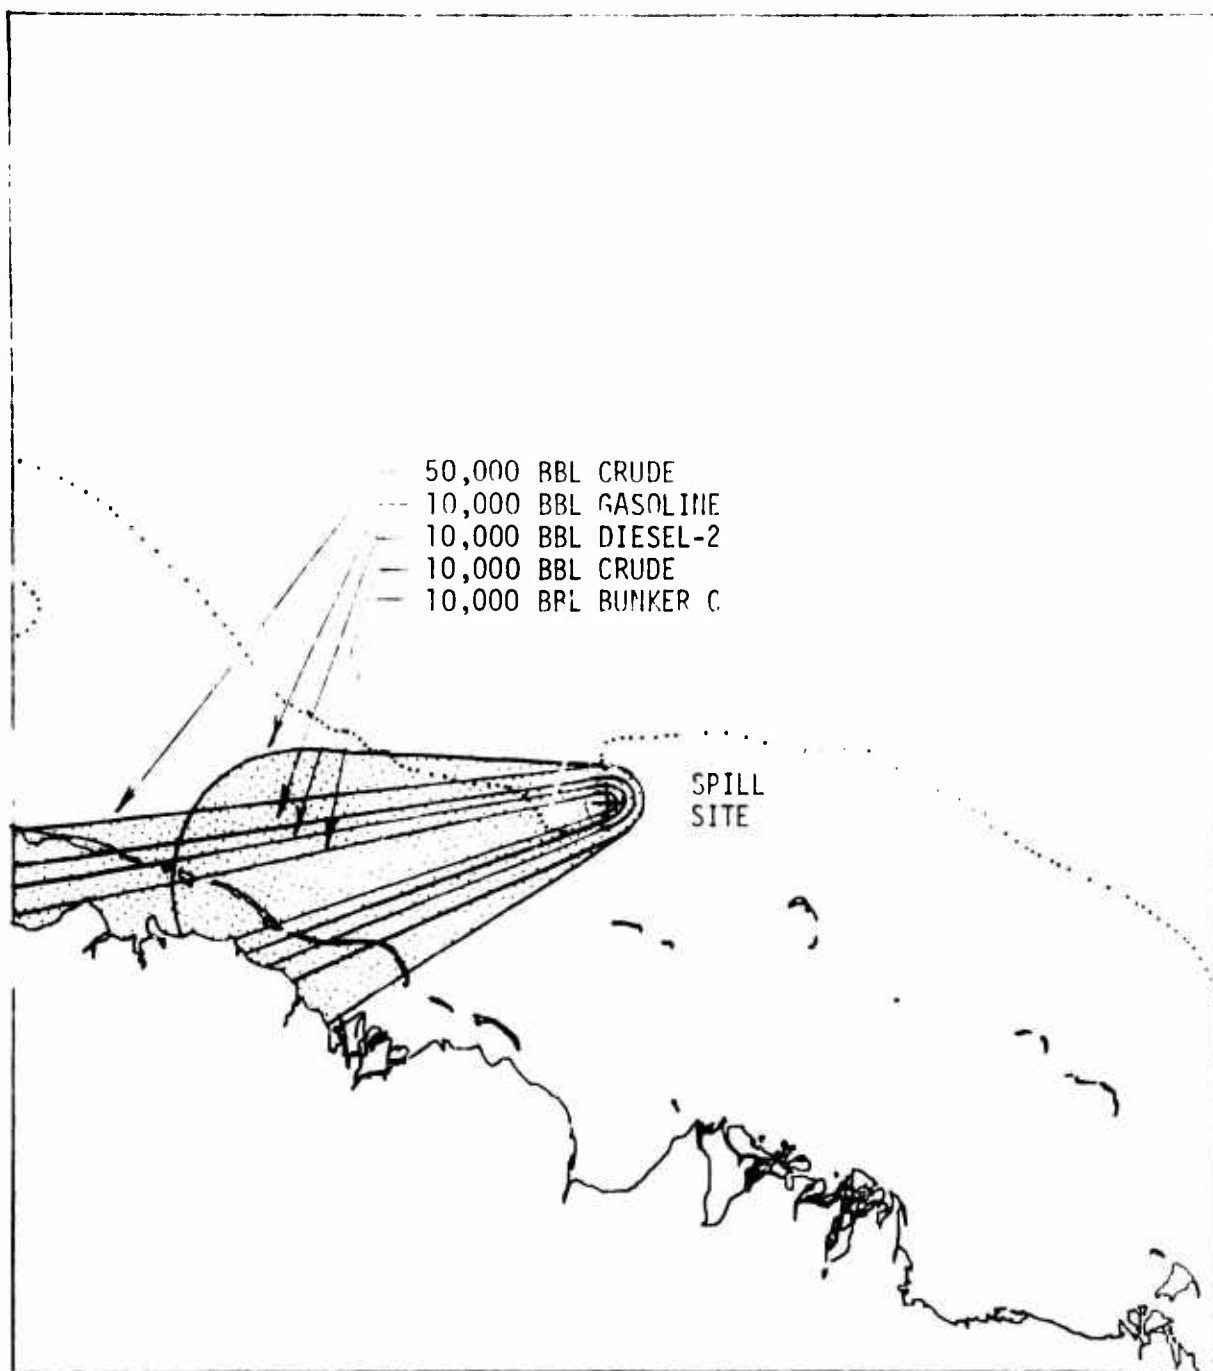 50,000 BBL CRUDE
10,000 BBL GASOLINE
10,000 BBL DIESEL-2
10,000 BBL CRUDE
10,000 BBL BUNKER C
SPILL
SITE